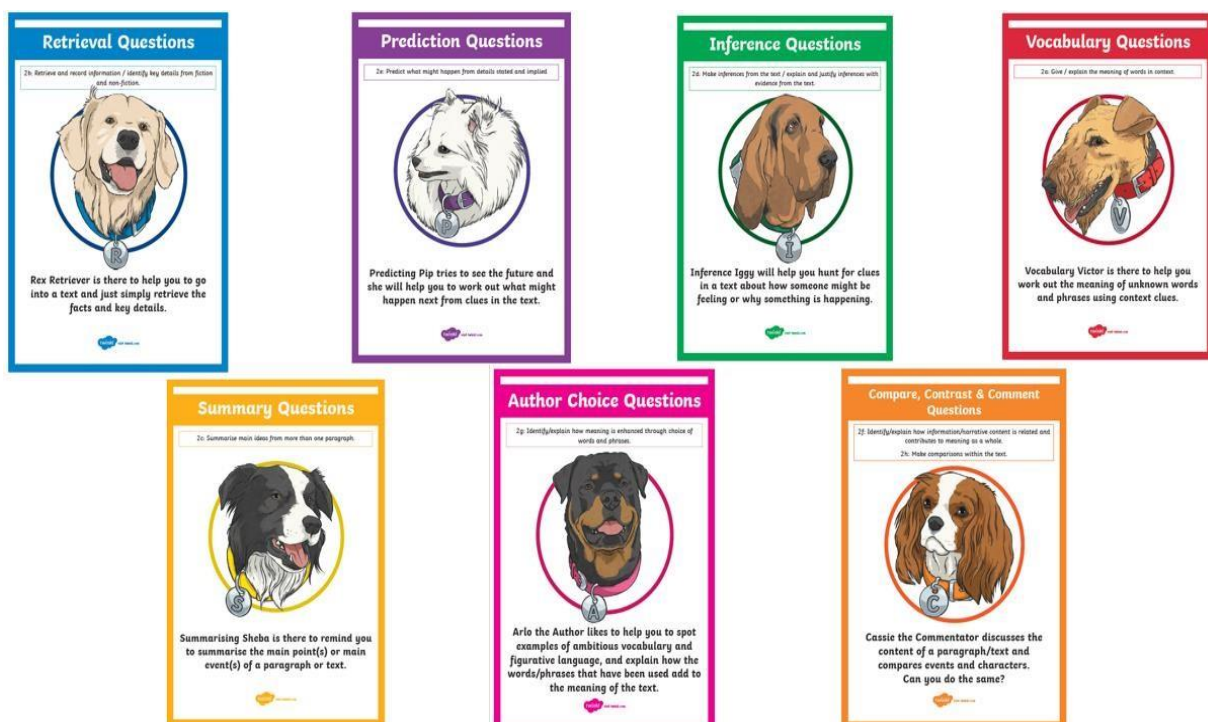 Retrieval Questions
2b: Retrieve and record information / identify key details from fiction
and non-fiction.
R
Rex Retriever is there to help you to go
into a text and just simply retrieve the
facts and key details.
twinkl
Prediction Questions
2e: Predict what might happen from details stated and implied
P
Predicting Pip tries to see the future and
she will help you to work out what might
happen next from clues in the text.
twinkl
Inference Questions
2d: Make inferences from the text / explain and justify inferences with
evidence from the text.
I
Inference Iggy will help you hunt for clues
in a text about how someone might be
feeling or why something is happening.
twinkl
Vocabulary Questions
2a: Give / explain the meaning of words in context
V
Vocabulary Victor is there to help you
work out the meaning of unknown words
and phrases using context clues.
twinkl
Summary Questions
2c: Summarise main ideas from more than one paragraph.
S
Summarising Sheba is there to remind you
to summarise the main point(s) or main
event(s) of a paragraph or text.
twinkl
Author Choice Questions
2g: Identify/explain how meaning is enhanced through choice of
words and phrases.
A
Arlo the Author likes to help you to spot
examples of ambitious vocabulary and
figurative language, and explain how the
words/phrases that have been used add to
the meaning of the text.
twinkl
Compare, Contrast & Comment
Questions
2f: Identify/explain how information/narrative content is related and
contributes to meaning as a whole.
2h: Make comparisons within the text.
C
Cassie the Commentator discusses the
content of a paragraph/text and
compares events and characters.
Can you do the same?
twinkl